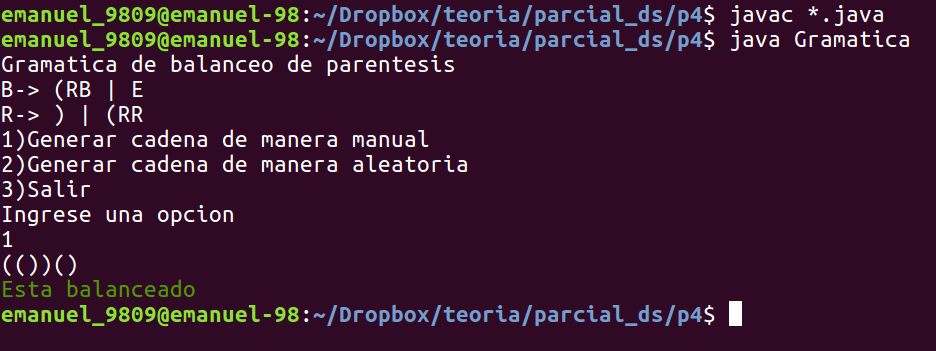 emanuel_9809@emanuel-98:~/Dropbox/teoria/parcial_ds/p4$ javac *.java
emanuel_9809@emanuel-98:~/Dropbox/teoria/parcial_ds/p4$ java Gramatica
Gramatica de balanceo de parentesis
B-> (RB | E
R-> ) | (RR
1)Generar cadena de manera manual
2)Generar cadena de manera aleatoria
3)Salir
Ingrese una opcion
1
(())()
Esta balanceado
emanuel_9809@emanuel-98:~/Dropbox/teoria/parcial_ds/p4$